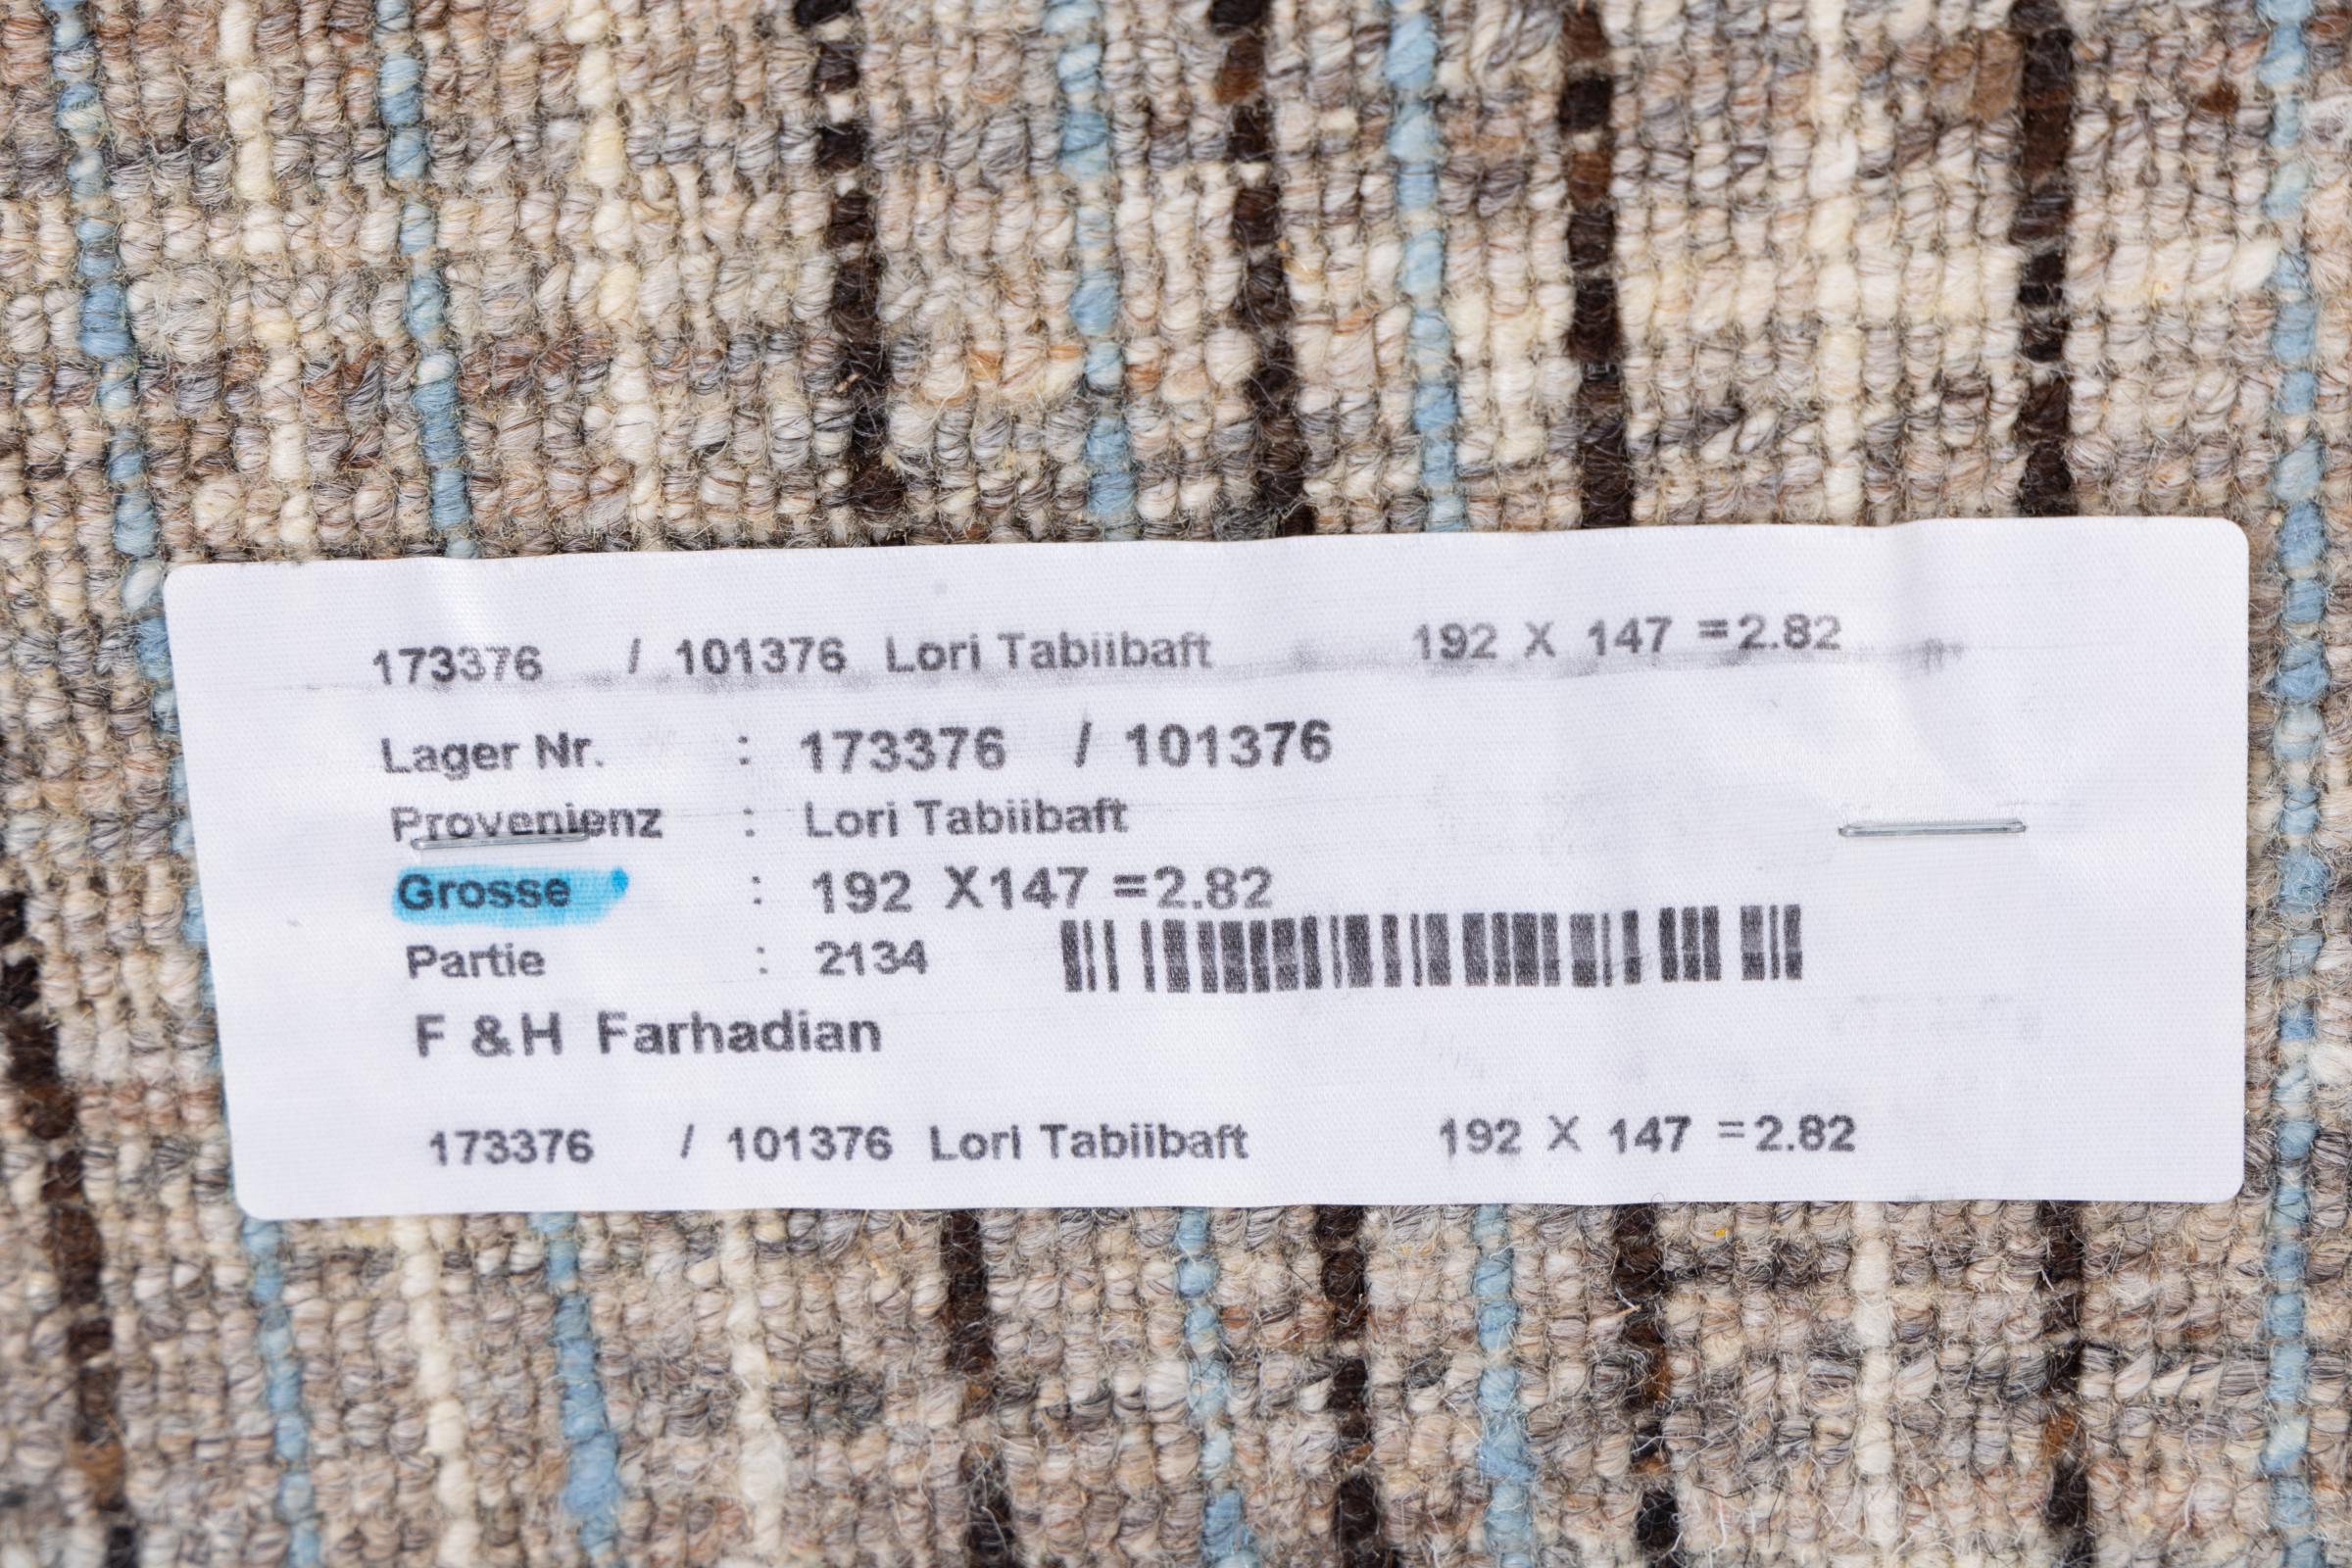 173376 / 101376 Lori Tabiibaft 192 X 147 =2.82
Lager Nr. : 173376 / 101376
Provenienz : Lori Tabiibaft
Grosse : 192 X147 =2.82
Partie : 2134
F &H Farhadian
173376 / 101376 Lori Tabiibaft 192 X 147 =2.82